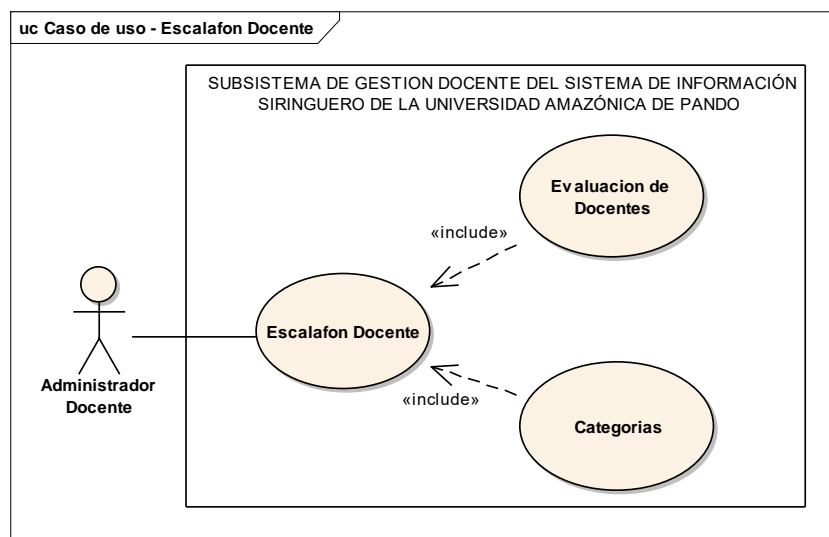 uc Caso de uso - Escalafon Docente
SUBSISTEMA DE GESTION DOCENTE DEL SISTEMA DE INFORMACIÓN
SIRINGUERO DE LA UNIVERSIDAD AMAZÓNICA DE PANDO
Evaluacion de
Docentes
«include»
Escalafon Docente
Administrador
Docente
«include»
Categorias